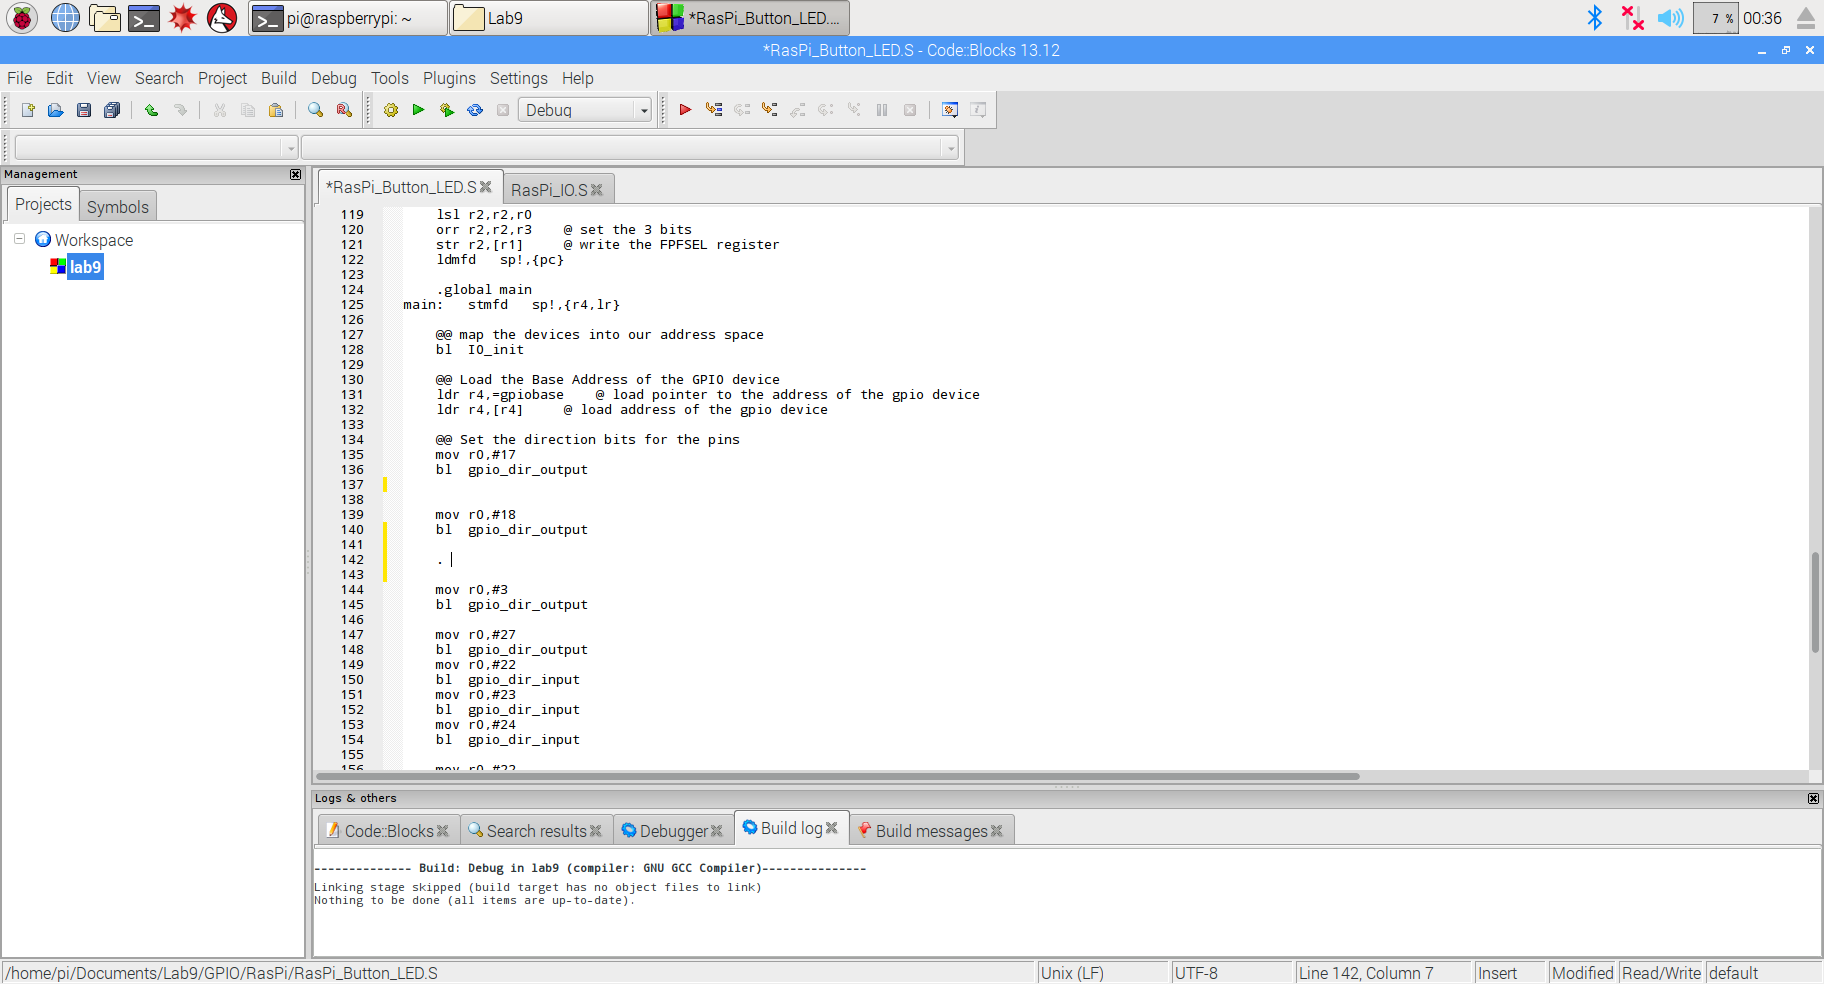 pi@raspberrypi: ~
Lab9
*RasPi_Button_LED....
7 %
00:36
*RasPi_Button_LED.S - Code::Blocks 13.12
File Edit View Search Project Build Debug Tools Plugins Settings Help
Debug
Management
Projects
Symbols
Workspace
lab9
*RasPi_Button_LED.S
RasPi_IO.S
119 lsl r2,r2,r0
120 orr r2,r2,r3 @ set the 3 bits
121 str r2,[r1] @ write the FPFSEL register
122 ldmfd sp!,{pc}
123
124 .global main
125 main: stmfd sp!,{r4,lr}
126
127 @@ map the devices into our address space
128 bl IO_init
129
130 @@ Load the Base Address of the GPIO device
131 ldr r4,=gpiobase @ load pointer to the address of the gpio device
132 ldr r4,[r4] @ load address of the gpio device
133
134 @@ Set the direction bits for the pins
135 mov r0,#17
136 bl gpio_dir_output
137
138
139 mov r0,#18
140 bl gpio_dir_output
141
142 .
143
144 mov r0,#3
145 bl gpio_dir_output
146
147 mov r0,#27
148 bl gpio_dir_output
149 mov r0,#22
150 bl gpio_dir_input
151 mov r0,#23
152 bl gpio_dir_input
153 mov r0,#24
154 bl gpio_dir_input
155
156 mov r0,#22
Logs & others
Code::Blocks
Search results
Debugger
Build log
Build messages
-------------- Build: Debug in lab9 (compiler: GNU GCC Compiler)---------------
Linking stage skipped (build target has no object files to link)
Nothing to be done (all items are up-to-date).
/home/pi/Documents/Lab9/GPIO/RasPi/RasPi_Button_LED.S
Unix (LF)
UTF-8
Line 142, Column 7
Insert
Modified
Read/Write
default